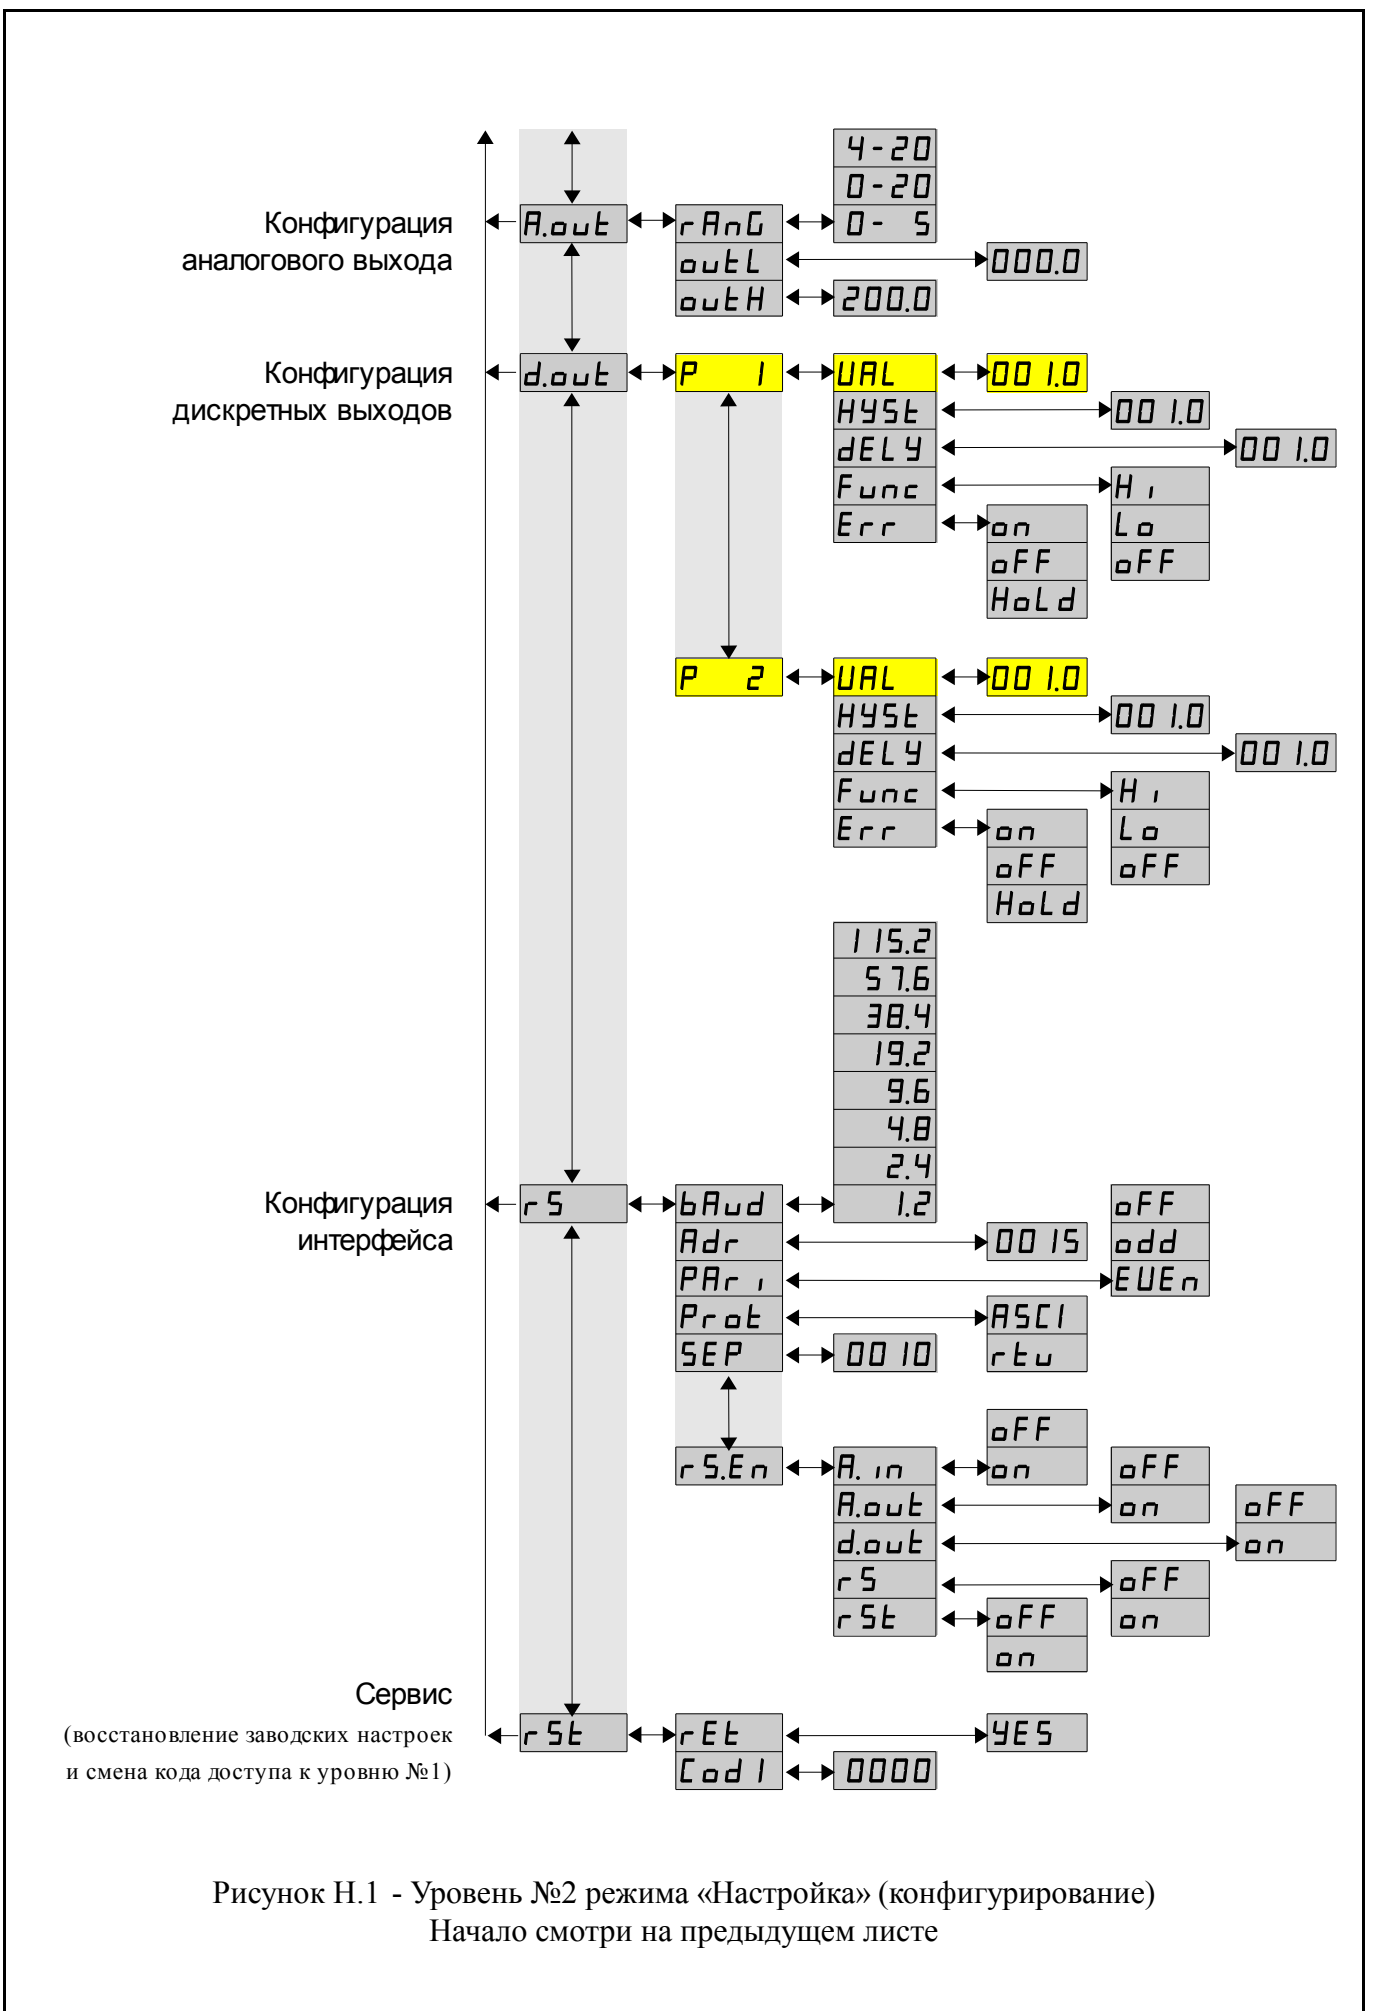 4-20
0-20
Конфигурация
аналогового выхода
A.out rAnG 0- 5
outL 000.0
outH 200.0
Конфигурация
дискретных выходов
d.out P 1 UAL 001.0
HYSt 001.0
dELY 001.0
Func Hi
Err on Lo
oFF oFF
HoLd
P 2 UAL 001.0
HYSt 001.0
dELY 001.0
Func Hi
Err on Lo
oFF oFF
HoLd
115.2
57.6
38.4
19.2
9.6
4.8
2.4
Конфигурация
интерфейса
rS bAud 1.2 oFF
Adr 0015 odd
PAri EUEn
Prot ASCI
SEP 0010 rtu
oFF
rS.En A.in on oFF
A.out on oFF
d.out on
rS oFF
rSt oFF on
on
Сервис
(восстановление заводских настроек
и смена кода доступа к уровню №1)
rSt rEt YES
Cod1 0000
Рисунок Н.1 - Уровень №2 режима «Настройка» (конфигурирование)
Начало смотри на предыдущем листе